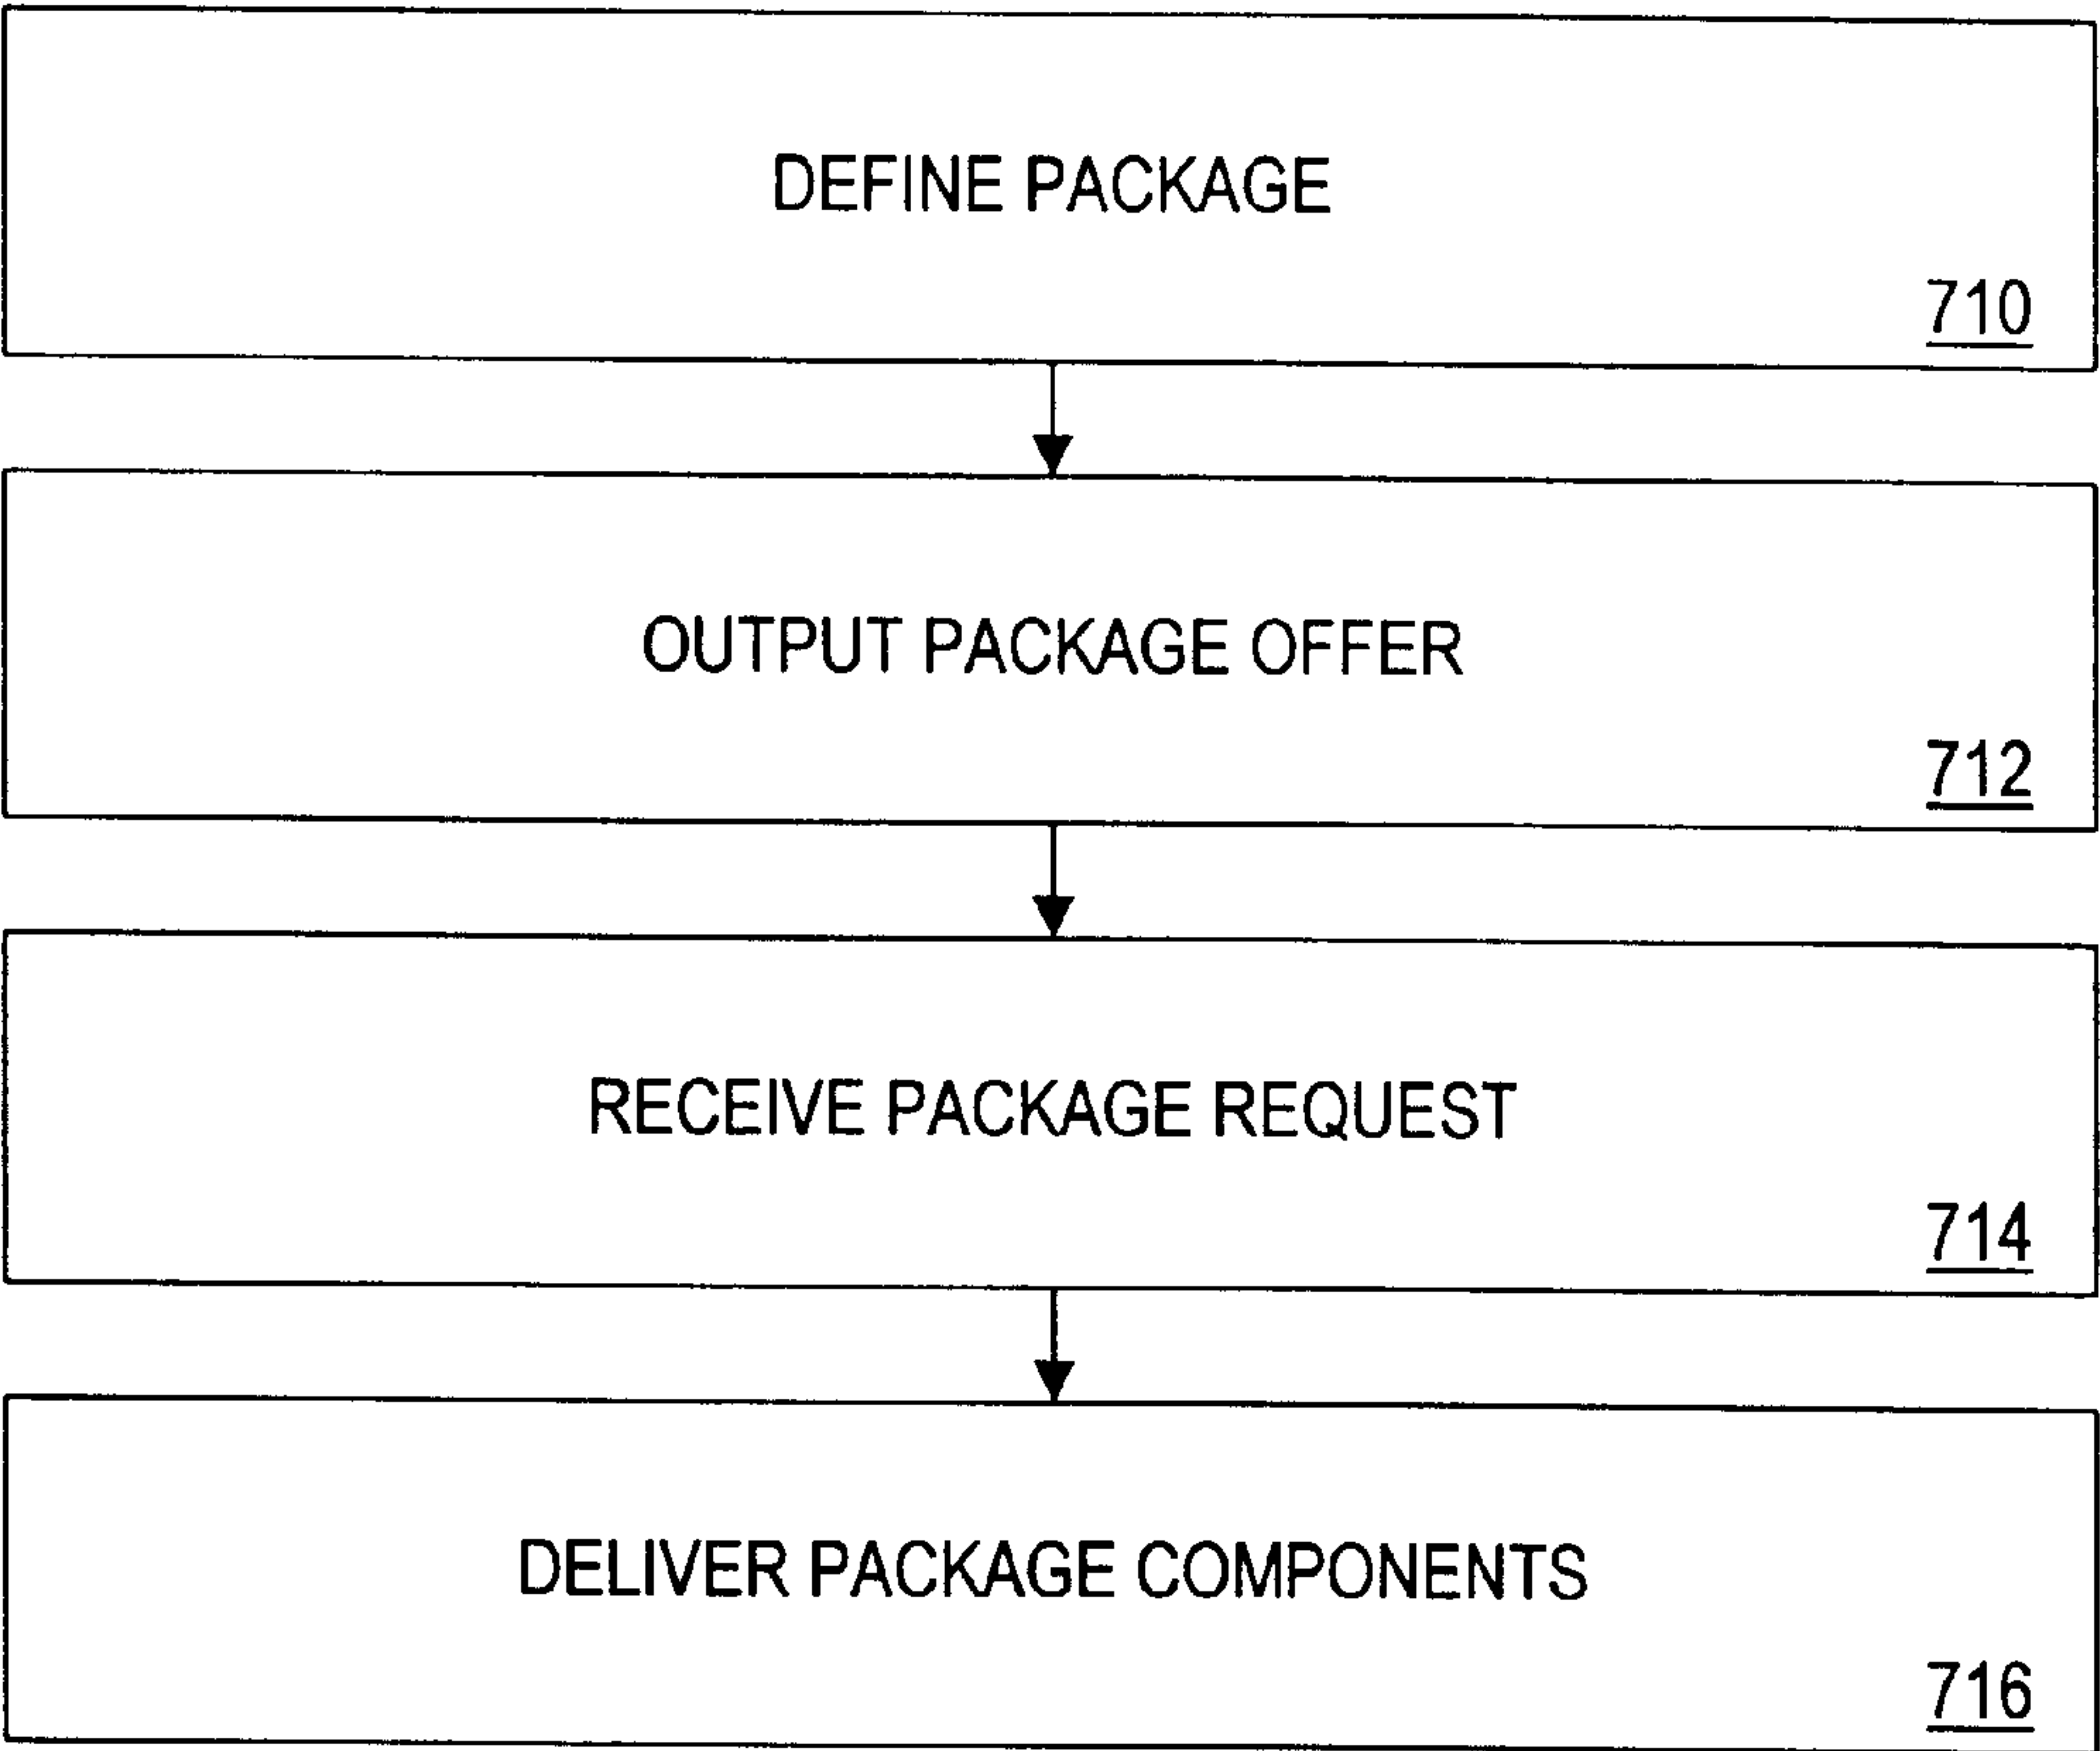 DEFINE PACKAGE
710
OUTPUT PACKAGE OFFER
712
RECEIVE PACKAGE REQUEST
714
DELIVER PACKAGE COMPONENTS
716